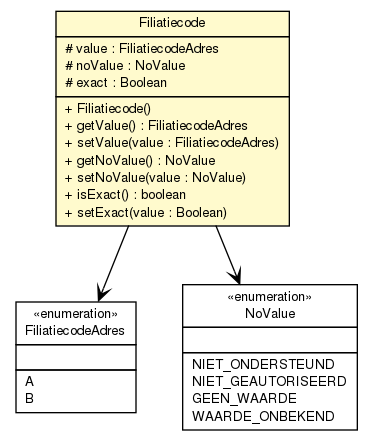 Filiatiecode
# value : FiliatiecodeAdres
# noValue : NoValue
# exact : Boolean
+ Filiatiecode()
+ getValue() : FiliatiecodeAdres
+ setValue(value : FiliatiecodeAdres)
+ getNoValue() : NoValue
+ setNoValue(value : NoValue)
+ isExact() : boolean
+ setExact(value : Boolean)
«enumeration»
FiliatiecodeAdres
A
B
«enumeration»
NoValue
NIET_ONDERSTEUND
NIET_GEAUTORISEERD
GEEN_WAARDE
WAARDE_ONBEKEND